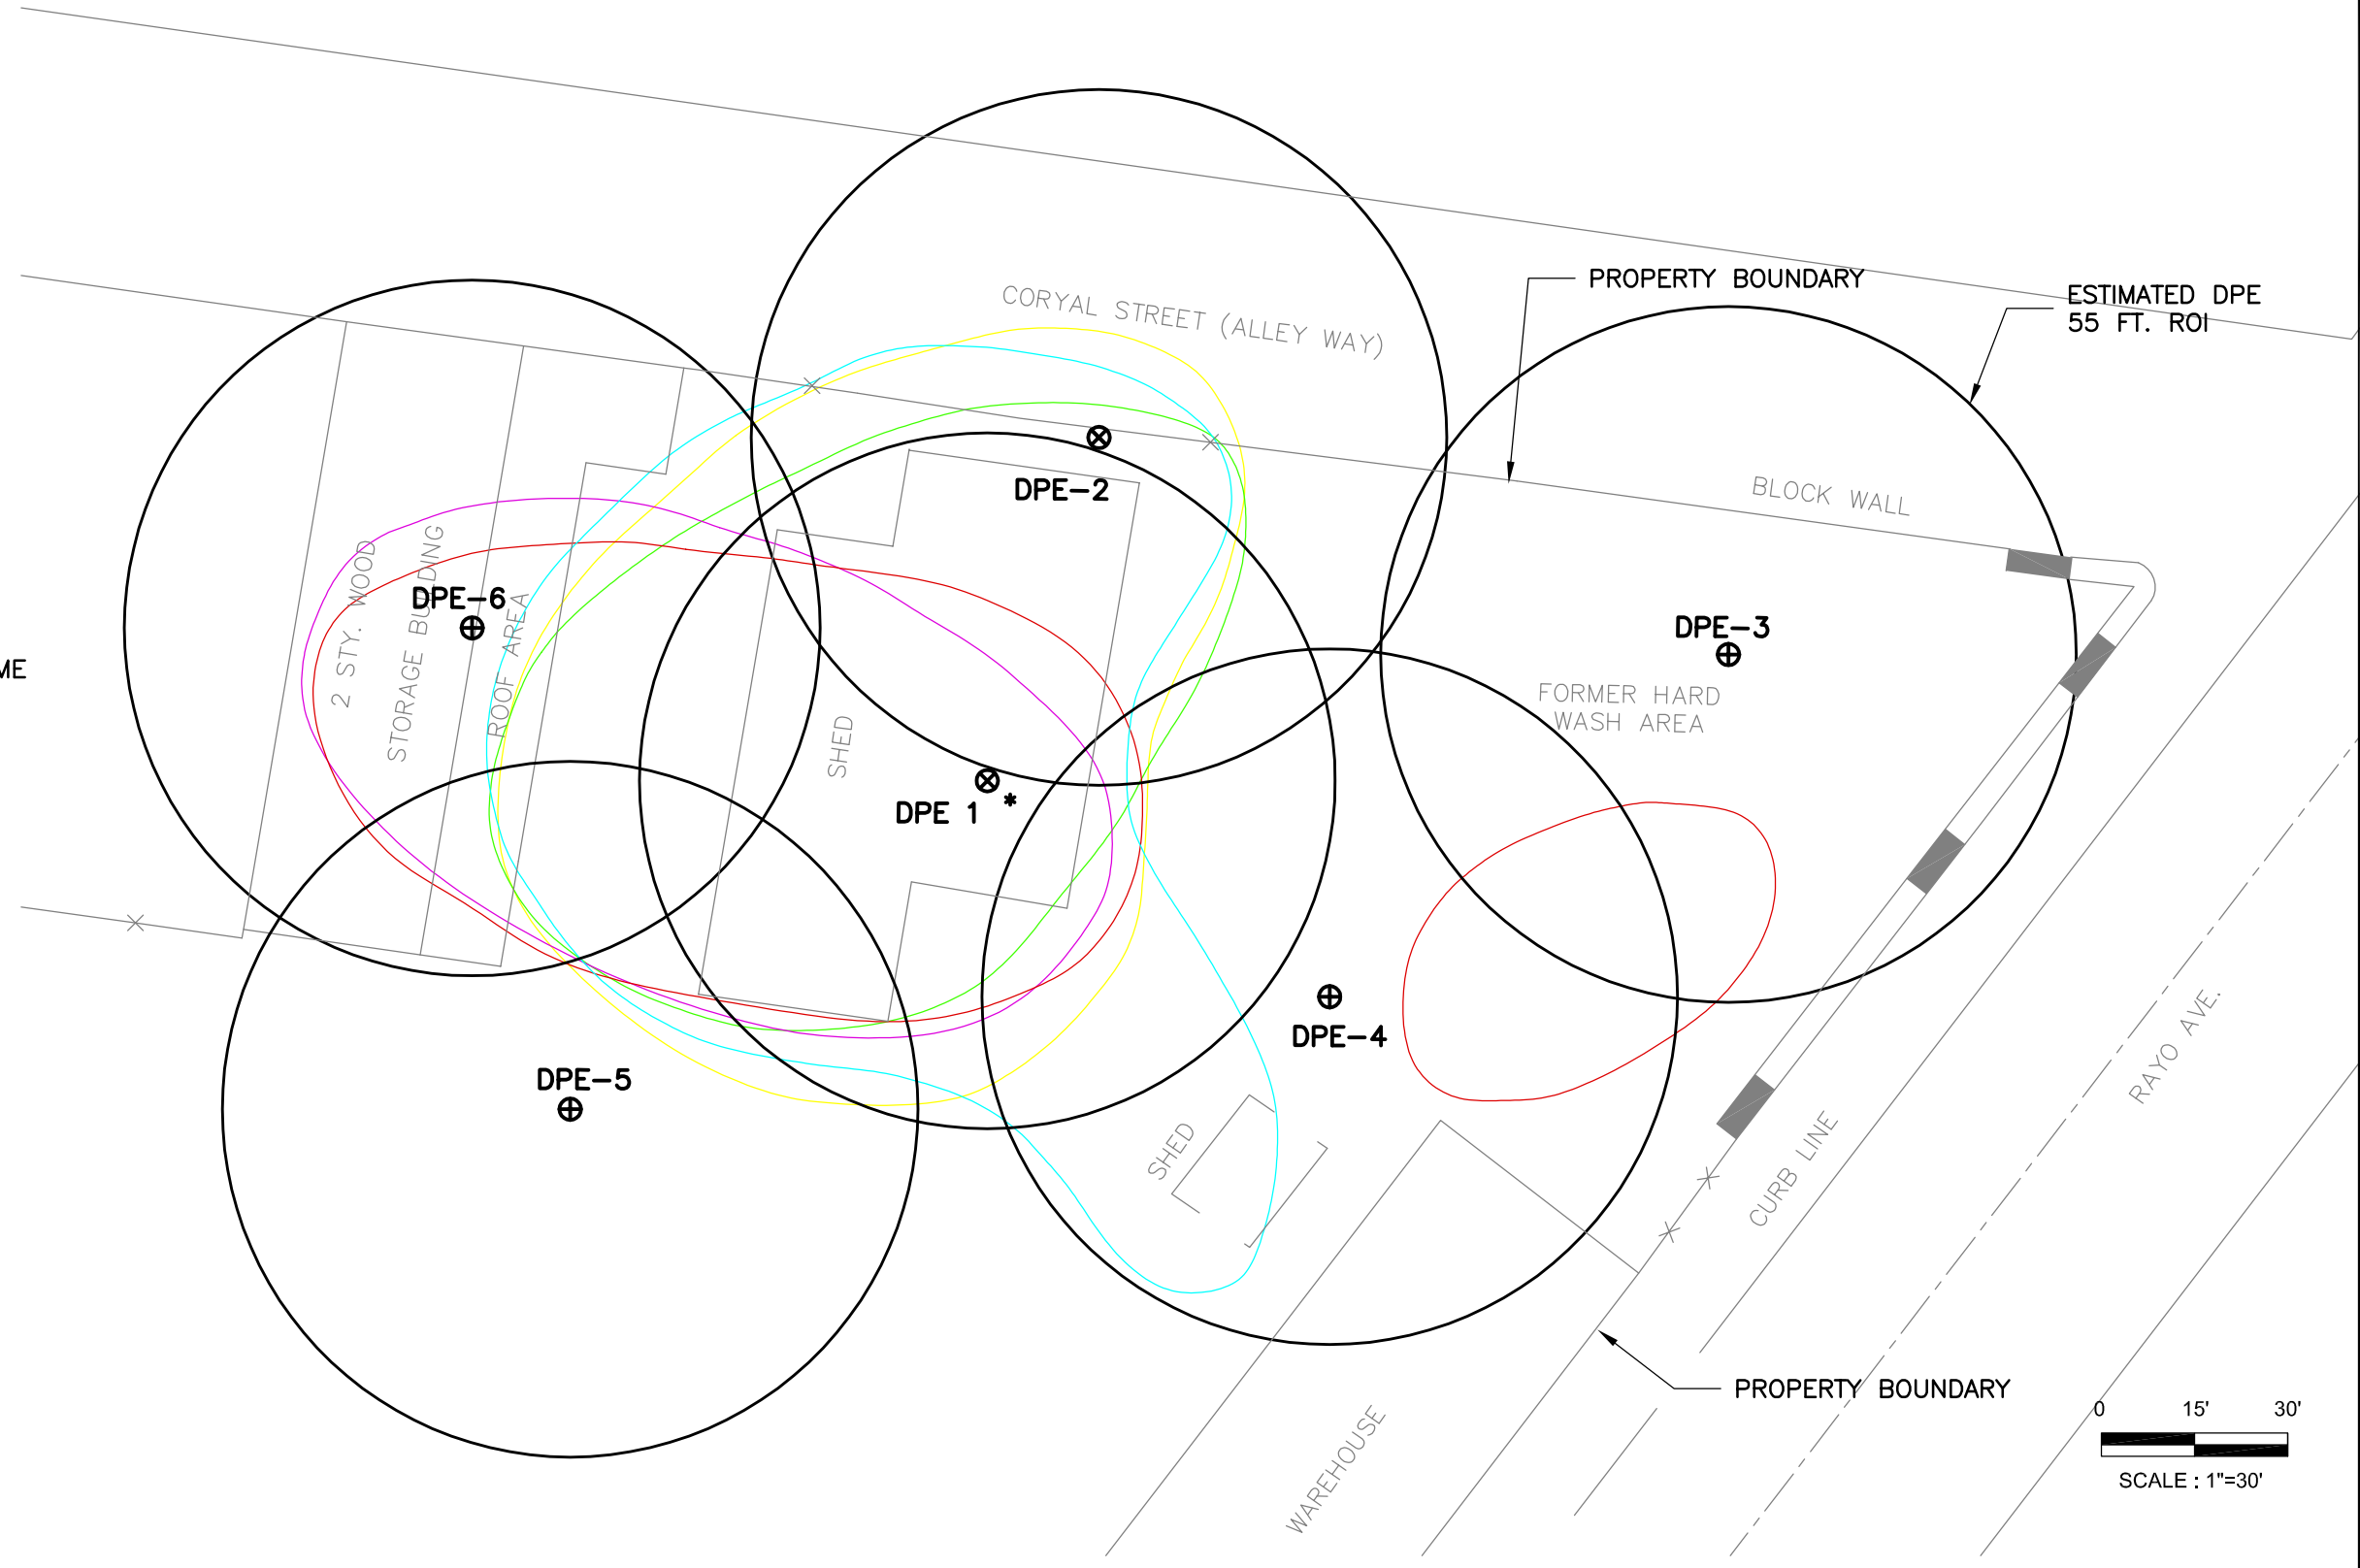 CORYAL STREET (ALLEY WAY)
PROPERTY BOUNDARY
ESTIMATED DPE
55 FT. ROI
DPE-2
BLOCK WALL
2 STY. WOOD
STORAGE BUILDING
ROOF AREA
DPE-6
DPE-3
ME
FORMER HARD
WASH AREA
SHED
DPE 1 *
DPE-4
DPE-5
SHED
CURB LINE
RAYO AVE.
PROPERTY BOUNDARY
WAREHOUSE
0 15' 30'
SCALE : 1"=30'